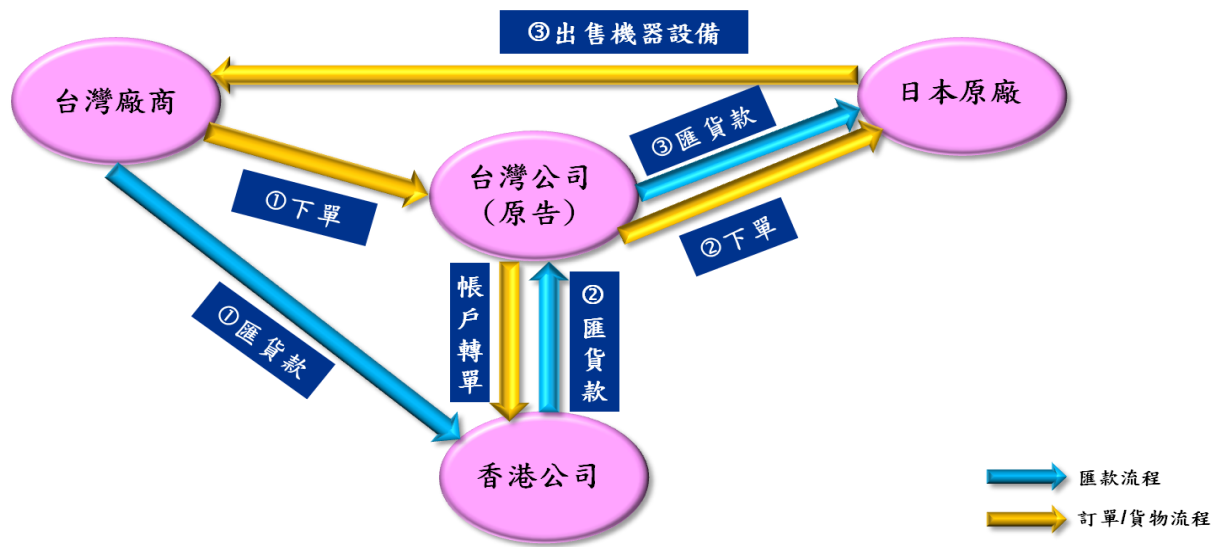 ③出售機器設備
台灣廠商
日本原廠
③匯貨款
台灣公司
（原告）
①下單
②下單
帳戶轉單
②匯貨款
①匯貨款
香港公司
匯款流程
訂單/貨物流程